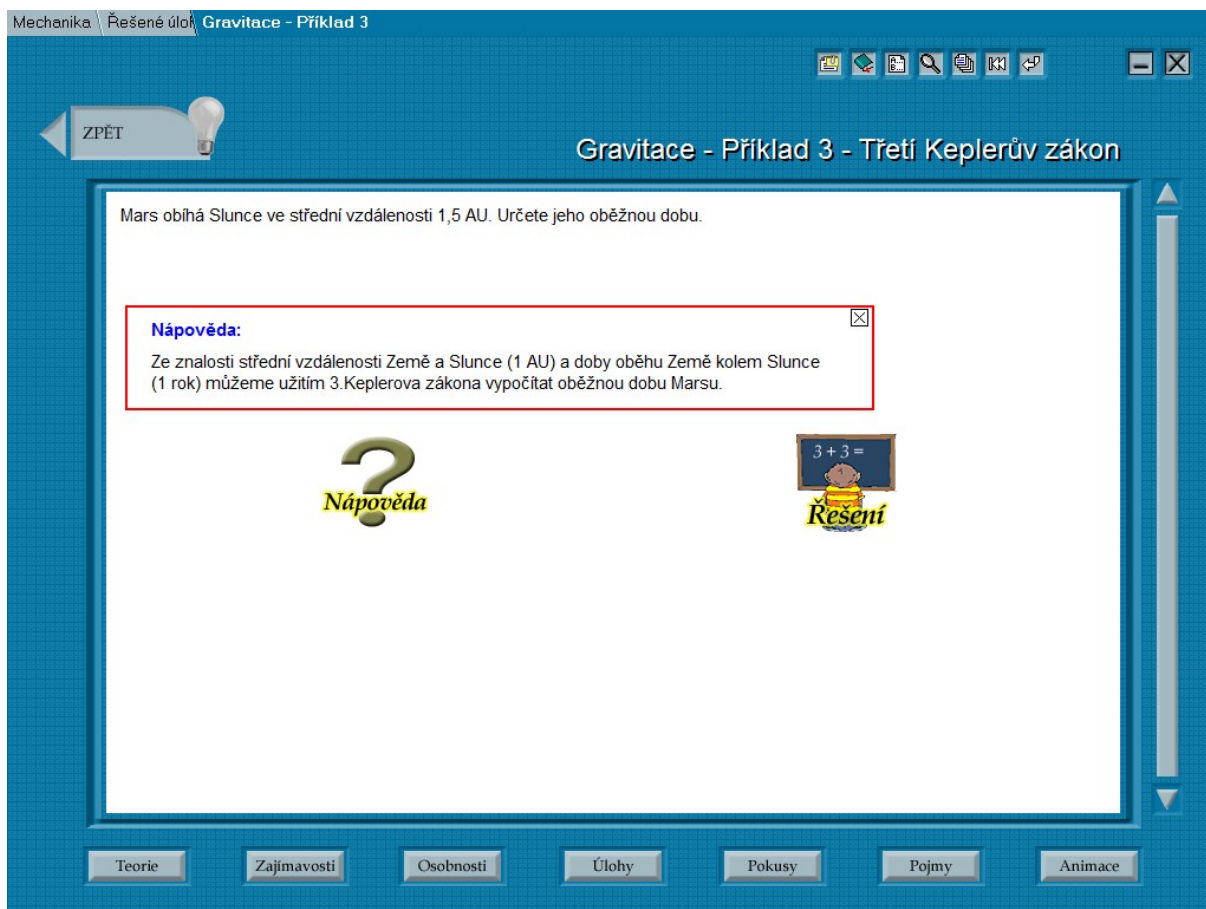 Mechanika Řešené úlo Gravitace - Příklad 3
ZPĚT
Gravitace - Příklad 3 - Třetí Keplerův zákon
Mars obíhá Slunce ve střední vzdálenosti 1,5 AU. Určete jeho oběžnou dobu.
Nápověda:
Ze znalosti střední vzdálenosti Země a Slunce (1 AU) a doby oběhu Země kolem Slunce
(1 rok) můžeme užitím 3.Keplerova zákona vypočítat oběžnou dobu Marsu.
3 + 3 =
Nápověda
Řešení
Teorie Zajímavosti Osobnosti Úlohy Pokusy Pojmy Animace